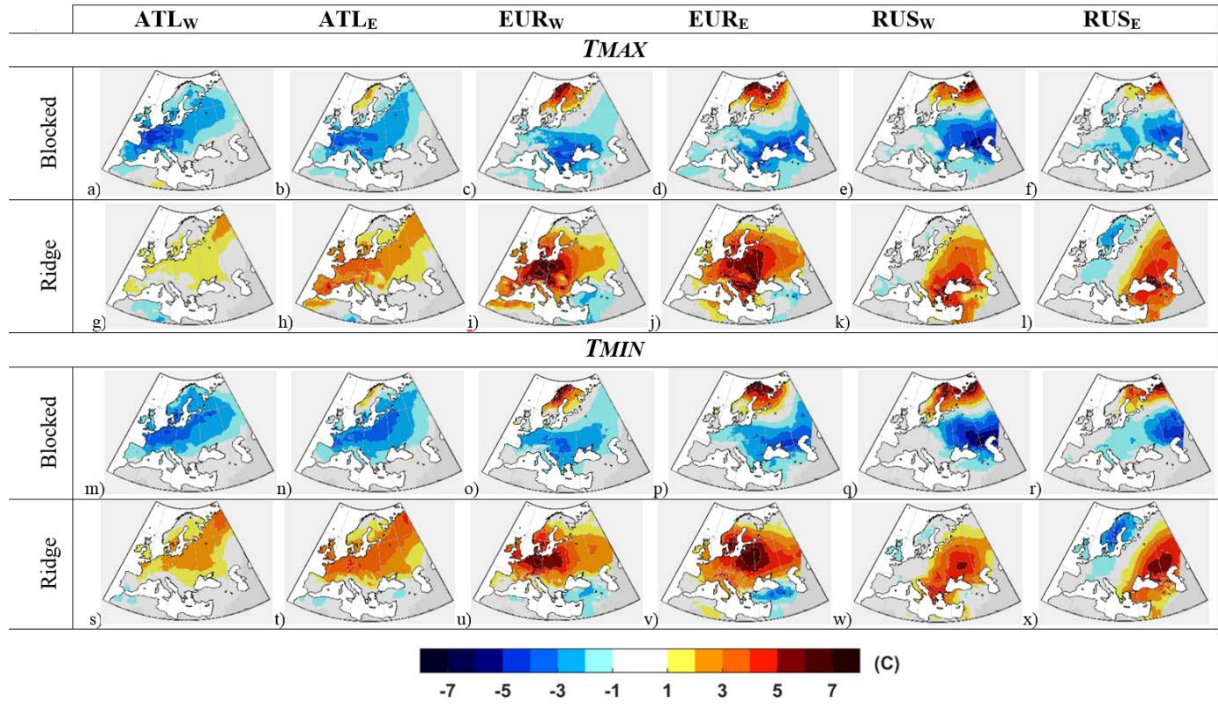 ATLW ATLE EURW EURE RUSW RUSE
TMAX
Blocked
a) b) c) d) e) f)
Ridge
g) h) i) j) k) l)
TMIN
Blocked
m) n) o) p) q) r)
Ridge
s) t) u) v) w) x)
(C)
-7 -5 -3 -1 1 3 5 7